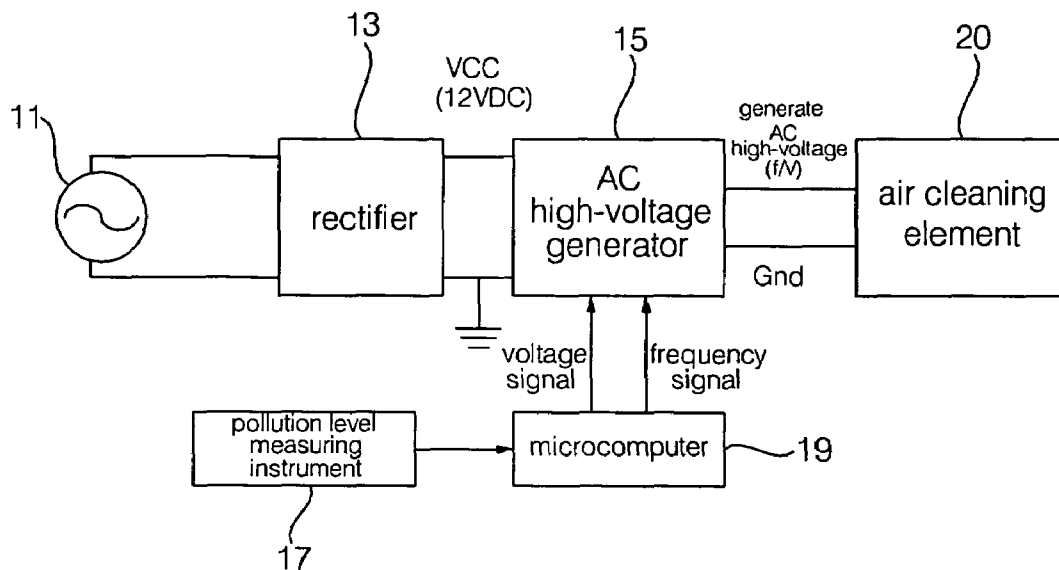 13
15
20
11
VCC
(12VDC)
generate
AC
high-voltage
(f/V)
rectifier
AC
high-voltage
generator
air cleaning
element
Gnd
voltage
signal
frequency
signal
pollution level
measuring
instrument
microcomputer
19
17